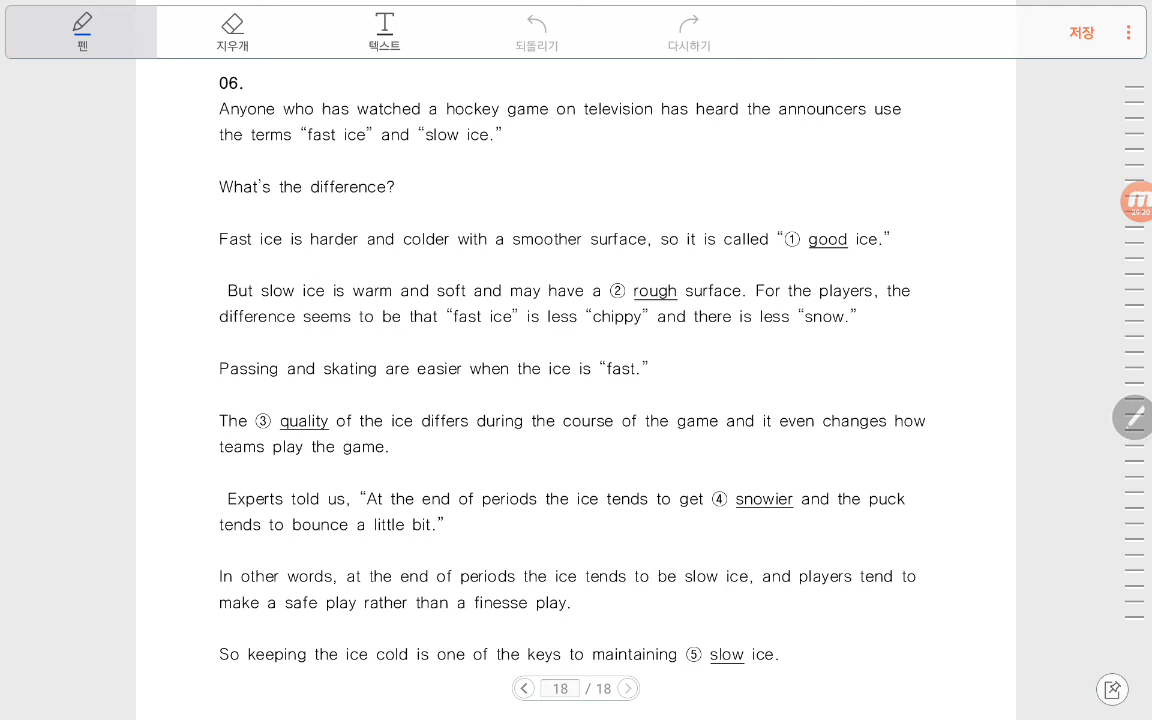 펜
지우개
텍스트
되돌리기
다시하기
저장
06.
Anyone who has watched a hockey game on television has heard the announcers use
the terms “fast ice” and “slow ice.”
What's the difference?
Fast ice is harder and colder with a smoother surface, so it is called “① good ice.”
But slow ice is warm and soft and may have a ② rough surface. For the players, the
difference seems to be that “fast ice” is less “chippy” and there is less “snow.”
Passing and skating are easier when the ice is “fast.”
The ③ quality of the ice differs during the course of the game and it even changes how
teams play the game.
Experts told us, “At the end of periods the ice tends to get ④ snowier and the puck
tends to bounce a little bit.”
In other words, at the end of periods the ice tends to be slow ice, and players tend to
make a safe play rather than a finesse play.
So keeping the ice cold is one of the keys to maintaining ⑤ slow ice.
18 / 18